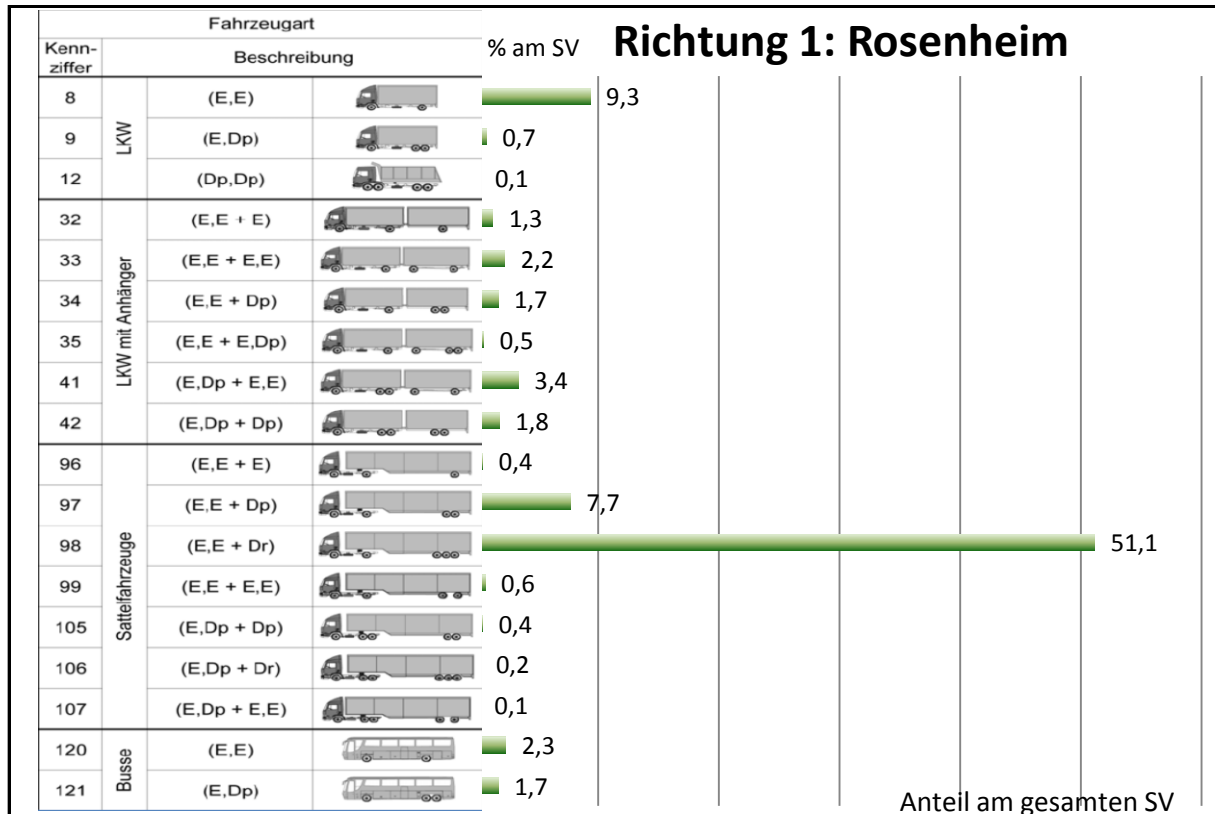 Fahrzeugart
Kenn-
ziffer
Beschreibung
% am SV
Richtung 1: Rosenheim
LKW
8 (E,E) 9,3
9 (E,Dp) 0,7
12 (Dp,Dp) 0,1
LKW mit Anhänger
32 (E,E + E) 1,3
33 (E,E + E,E) 2,2
34 (E,E + Dp) 1,7
35 (E,E + E,Dp) 0,5
41 (E,Dp + E,E) 3,4
42 (E,Dp + Dp) 1,8
Sattelfahrzeuge
96 (E,E + E) 0,4
97 (E,E + Dp) 7,7
98 (E,E + Dr) 51,1
99 (E,E + E,E) 0,6
105 (E,Dp + Dp) 0,4
106 (E,Dp + Dr) 0,2
107 (E,Dp + E,E) 0,1
Busse
120 (E,E) 2,3
121 (E,Dp) 1,7
Anteil am gesamten SV